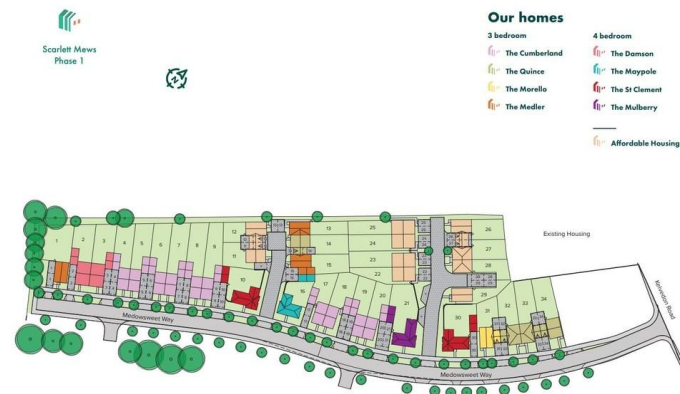 Scarlett Mews
Phase 1
Our homes
3 bedroom
The Cumberland
The Quince
The Morello
The Medler
4 bedroom
The Damson
The Maypole
The St Clement
The Mulberry
Affordable Housing
Existing Housing
Kelvedon Road
Medowsweet Way
Medowsweet Way
1
2
3
4
5
6
7
8
9
10
11
12
13
14
15
16
17
18
19
20
21
22
23
24
25
26
27
28
29
30
31
32
33
34